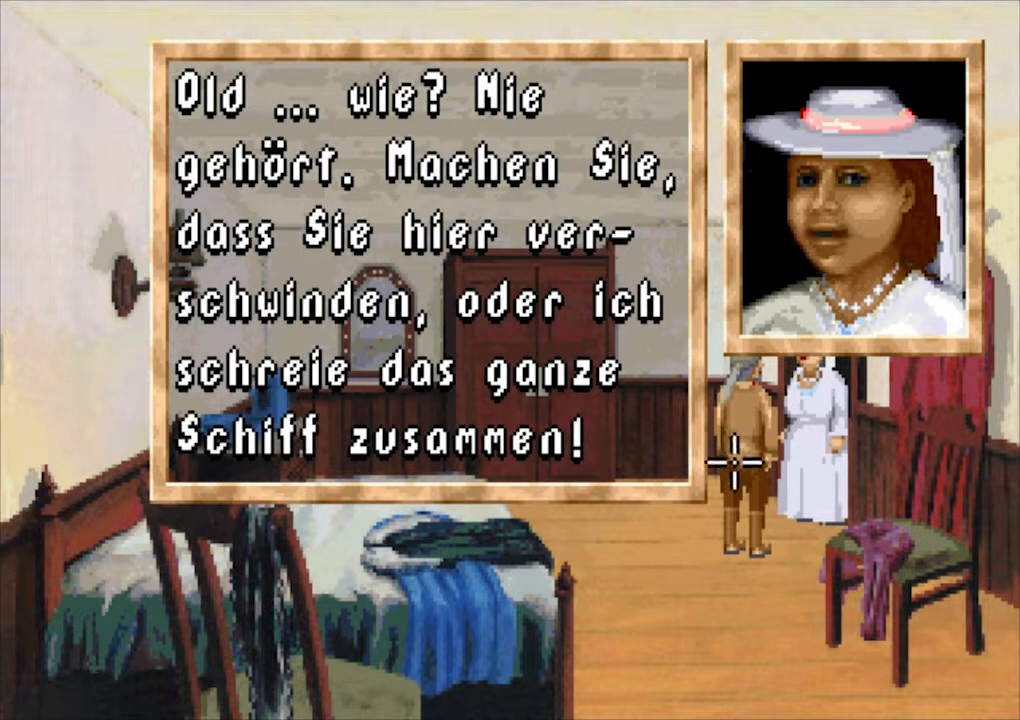 Old ... wie? Nie
gehört. Machen Sie,
dass Sie hier ver-
schwinden, oder ich
schreie das ganze
Schiff zusammen!